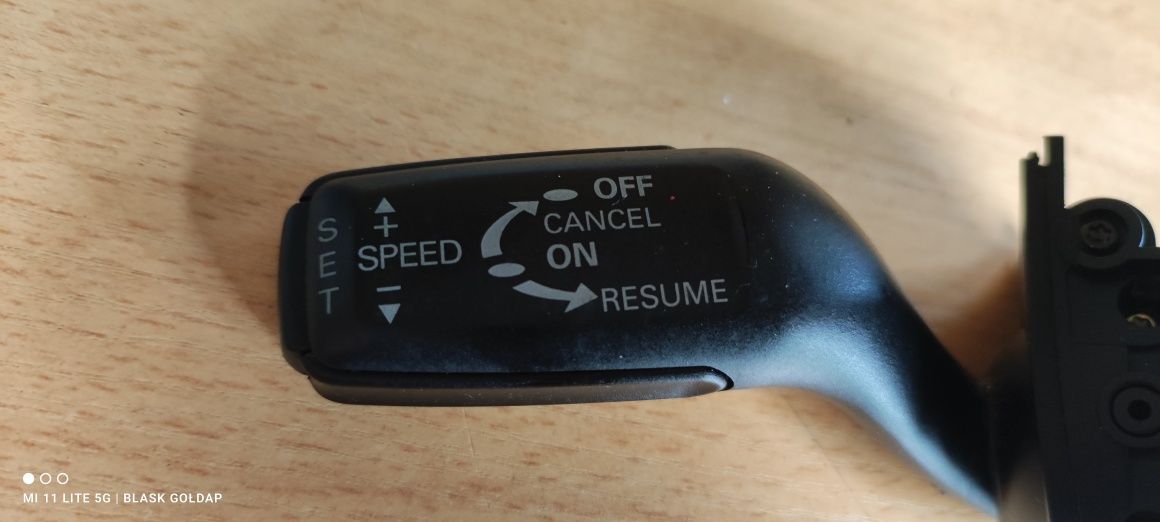 SET
+
SPEED
−
OFF
CANCEL
ON
RESUME
MI 11 LITE 5G | BLASK GOŁDAP